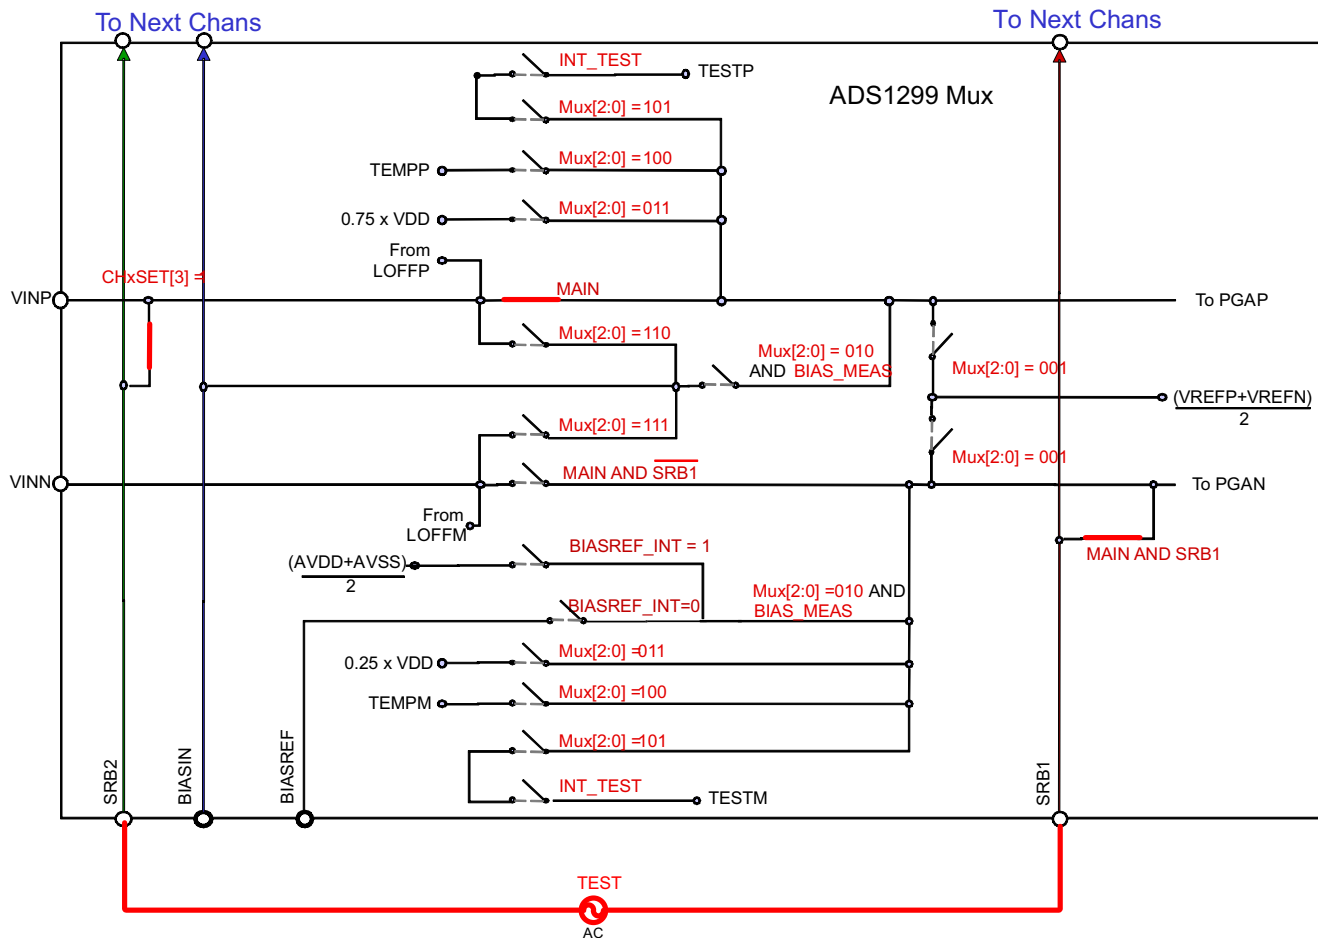 To Next Chans
To Next Chans
INT_TEST
TESTP
ADS1299 Mux
Mux[2:0] =101
TEMPP
Mux[2:0] =100
0.75 x VDD
Mux[2:0] =011
From
LOFFP
CHxSET[3] =
VINP
MAIN
To PGAP
Mux[2:0] =110
Mux[2:0] = 010
AND BIAS_MEAS
Mux[2:0] = 001
(VREFP+VREFN)
2
Mux[2:0] =111
Mux[2:0] = 001
VINN
MAIN AND SRB1
To PGAN
From
LOFFM
BIASREF_INT = 1
MAIN AND SRB1
(AVDD+AVSS)
2
Mux[2:0] =010 AND
BIAS_MEAS
BIASREF_INT=0
0.25 x VDD
Mux[2:0] =011
TEMPM
Mux[2:0] =100
Mux[2:0] =101
INT_TEST
TESTM
SRB2
BIASIN
BIASREF
SRB1
TEST
AC